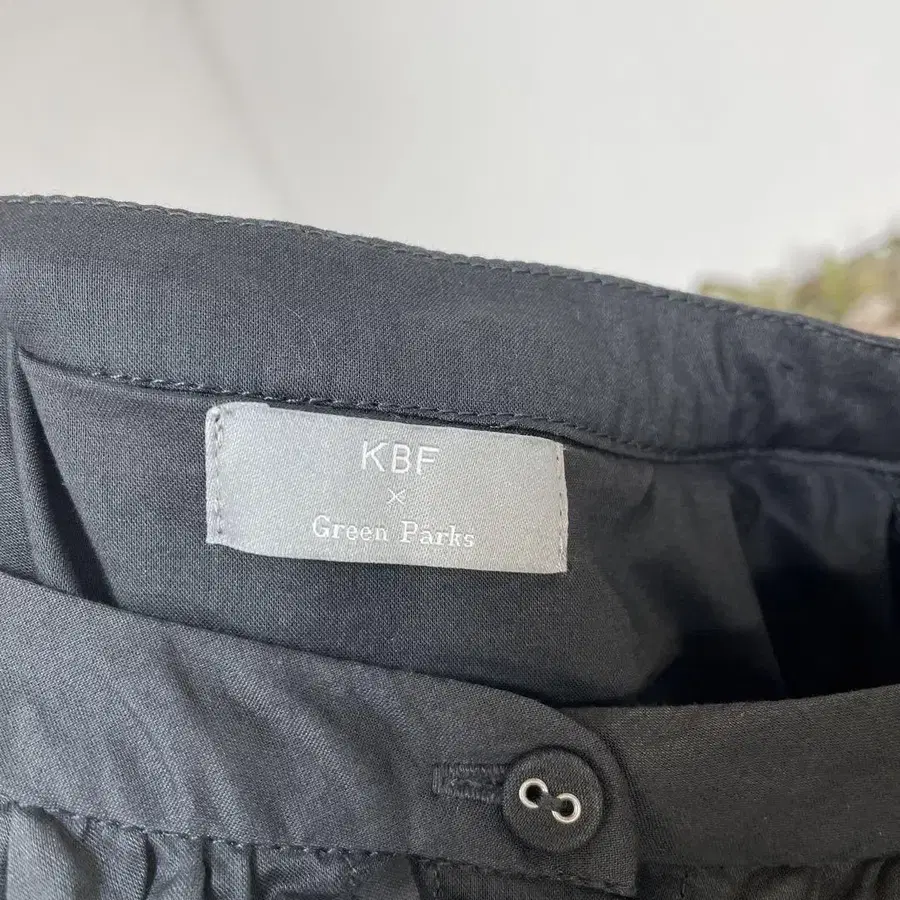 KBF
×
Green Parks